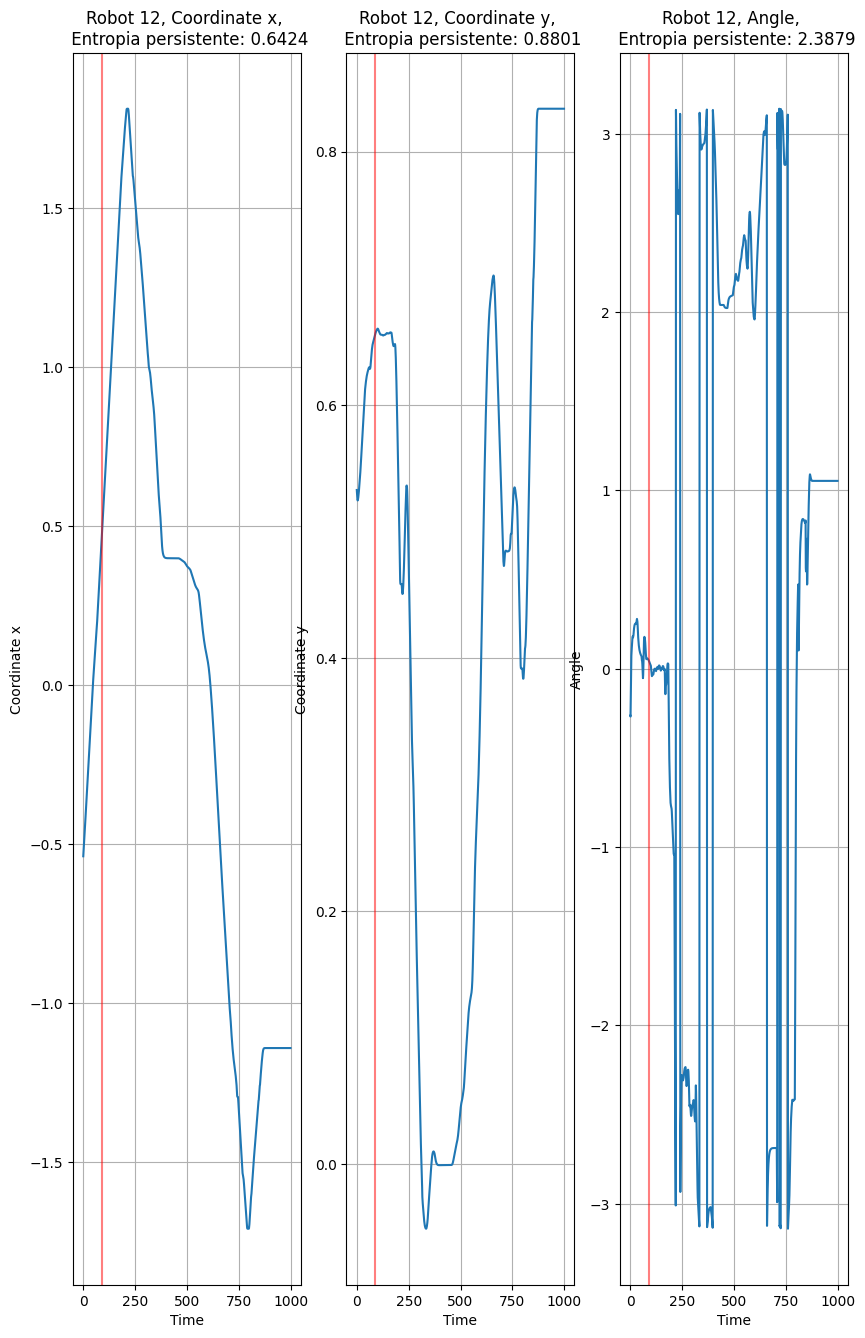 Robot 12, Coordinate x,
Entropia persistente: 0.6424
Coordinate x
1.5
1.0
0.5
0.0
−0.5
−1.0
−1.5
0 250 500 750 1000
Time
Robot 12, Coordinate y,
Entropia persistente: 0.8801
Coordinate y
0.8
0.6
0.4
0.2
0.0
0 250 500 750 1000
Time
Robot 12, Angle,
Entropia persistente: 2.3879
Angle
3
2
1
0
−1
−2
−3
0 250 500 750 1000
Time